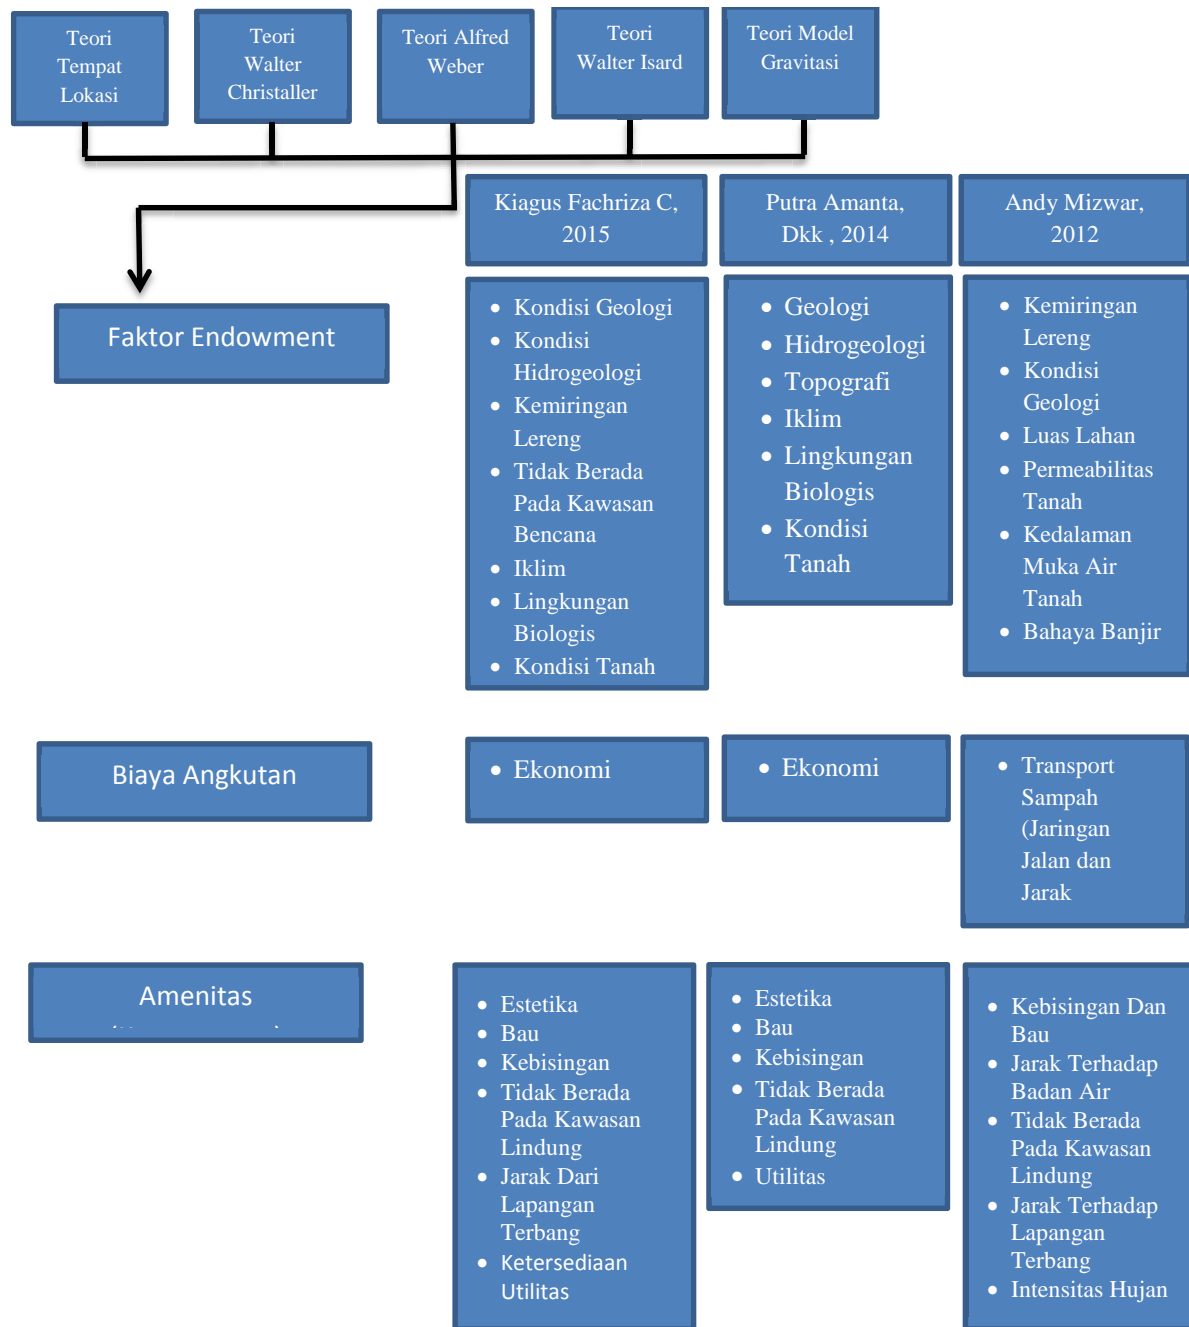 Teori
Tempat
Lokasi
Teori
Walter
Christaller
Teori Alfred
Weber
Teori
Walter Isard
Teori Model
Gravitasi
Kiagus Fachriza C,
2015
Putra Amanta,
Dkk , 2014
Andy Mizwar,
2012
Faktor Endowment
• Kondisi Geologi
• Kondisi
Hidrogeologi
• Kemiringan
Lereng
• Tidak Berada
Pada Kawasan
Bencana
• Iklim
• Lingkungan
Biologis
• Kondisi Tanah
• Geologi
• Hidrogeologi
• Topografi
• Iklim
• Lingkungan
Biologis
• Kondisi
Tanah
• Kemiringan
Lereng
• Kondisi
Geologi
• Luas Lahan
• Permeabilitas
Tanah
• Kedalaman
Muka Air
Tanah
• Bahaya Banjir
Biaya Angkutan
• Ekonomi
• Ekonomi
• Transport
Sampah
(Jaringan
Jalan dan
Jarak
Amenitas
• Estetika
• Bau
• Kebisingan
• Tidak Berada
Pada Kawasan
Lindung
• Jarak Dari
Lapangan
Terbang
• Ketersediaan
Utilitas
• Estetika
• Bau
• Kebisingan
• Tidak Berada
Pada Kawasan
Lindung
• Utilitas
• Kebisingan Dan
Bau
• Jarak Terhadap
Badan Air
• Tidak Berada
Pada Kawasan
Lindung
• Jarak Terhadap
Lapangan
Terbang
• Intensitas Hujan